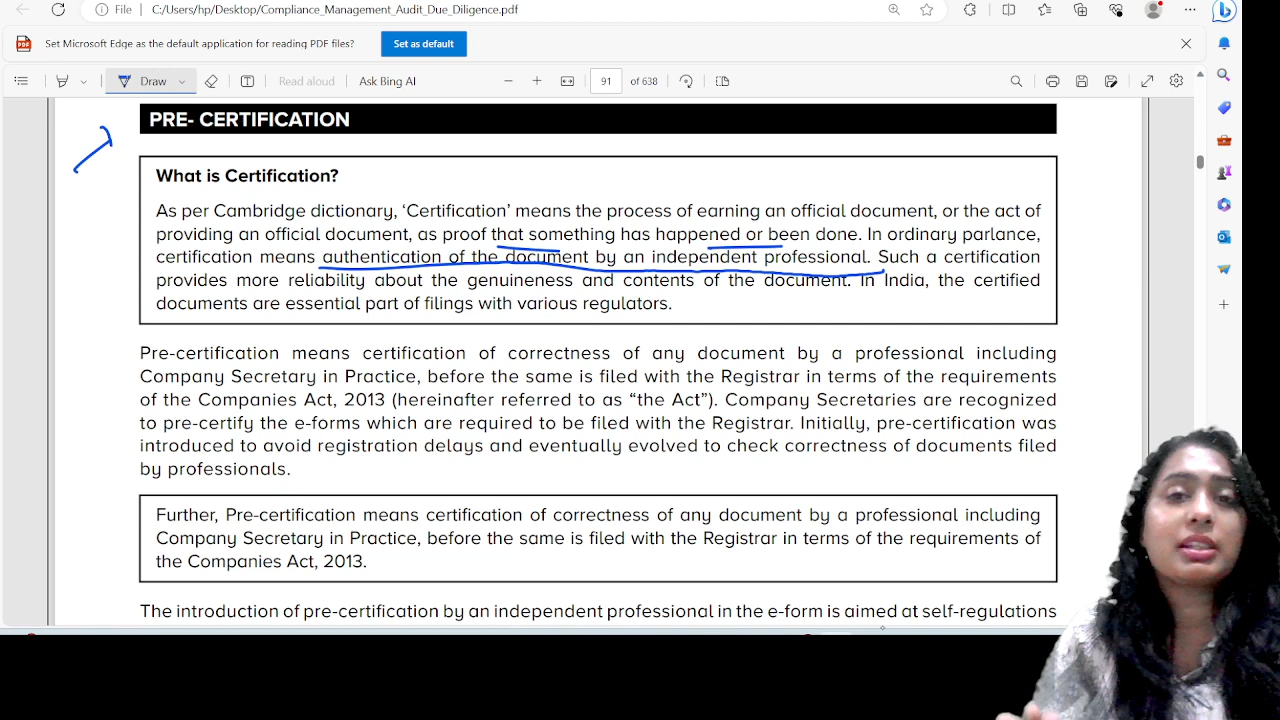 File
C:/Users/hp/Desktop/Compliance_Management_Audit_Due_Diligence.pdf
Set Microsoft Edge as the default application for reading PDF files?
Set as default
Draw
Read aloud
Ask Bing AI
91 of 638
PRE- CERTIFICATION
What is Certification?
As per Cambridge dictionary, ‘Certification’ means the process of earning an official document, or the act of
providing an official document, as proof that something has happened or been done. In ordinary parlance,
certification means authentication of the document by an independent professional. Such a certification
provides more reliability about the genuineness and contents of the document. In India, the certified
documents are essential part of filings with various regulators.
Pre-certification means certification of correctness of any document by a professional including
Company Secretary in Practice, before the same is filed with the Registrar in terms of the requirements
of the Companies Act, 2013 (hereinafter referred to as “the Act”). Company Secretaries are recognized
to pre-certify the e-forms which are required to be filed with the Registrar. Initially, pre-certification was
introduced to avoid registration delays and eventually evolved to check correctness of documents filed
by professionals.
Further, Pre-certification means certification of correctness of any document by a professional including
Company Secretary in Practice, before the same is filed with the Registrar in terms of the requirements of
the Companies Act, 2013.
The introduction of pre-certification by an independent professional in the e-form is aimed at self-regulations